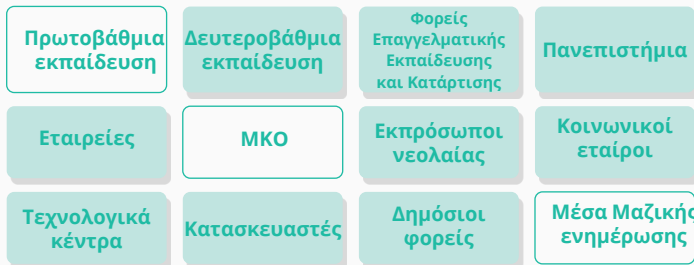 Πρωτοβάθμια
εκπαίδευση
Δευτεροβάθμια
εκπαίδευση
Φορείς
Επαγγελματικής
Εκπαίδευσης
και Κατάρτισης
Πανεπιστήμια
Εταιρείες
ΜΚΟ
Εκπρόσωποι
νεολαίας
Κοινωνικοί
εταίροι
Τεχνολογικά
κέντρα
Κατασκευαστές
Δημόσιοι
φορείς
Μέσα Μαζικής
ενημέρωσης